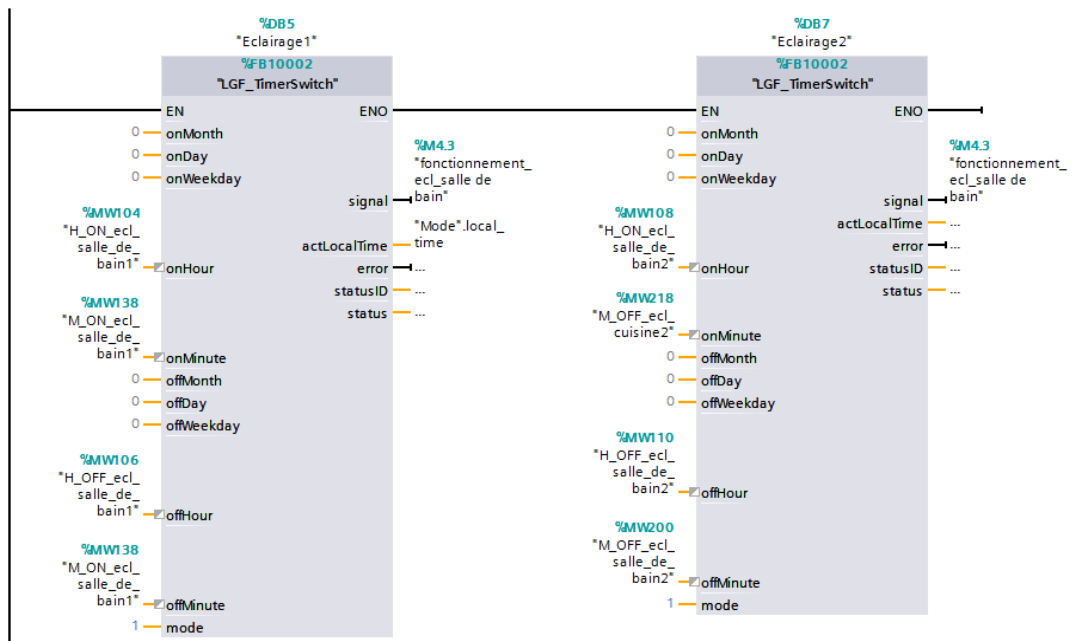 %DB5
"Eclairage1"
%FB10002
"LGF_TimerSwitch"
EN
ENO
0
onMonth
0
onDay
0
onWeekday
%M4.3
"fonctionnement_
ecl_salle de
bain"
signal
%MW104
"H_ON_ecl_
salle_de_
bain1"
onHour
"Mode".local_
time
actLocalTime
error
...
statusID
...
status
...
%MW138
"M_ON_ecl_
salle_de_
bain1"
onMinute
0
offMonth
0
offDay
0
offWeekday
%MW106
"H_OFF_ecl_
salle_de_
bain1"
offHour
%MW138
"M_ON_ecl_
salle_de_
bain1"
offMinute
1
mode
%DB7
"Eclairage2"
%FB10002
"LGF_TimerSwitch"
EN
ENO
0
onMonth
0
onDay
0
onWeekday
%M4.3
"fonctionnement_
ecl_salle de
bain"
signal
actLocalTime
...
error
...
statusID
...
status
...
%MW108
"H_ON_ecl_
salle_de_
bain2"
onHour
%MW218
"M_OFF_ecl_
cuisine2"
onMinute
0
offMonth
0
offDay
0
offWeekday
%MW110
"H_OFF_ecl_
salle_de_
bain2"
offHour
%MW200
"M_OFF_ecl_
salle_de_
bain2"
offMinute
1
mode